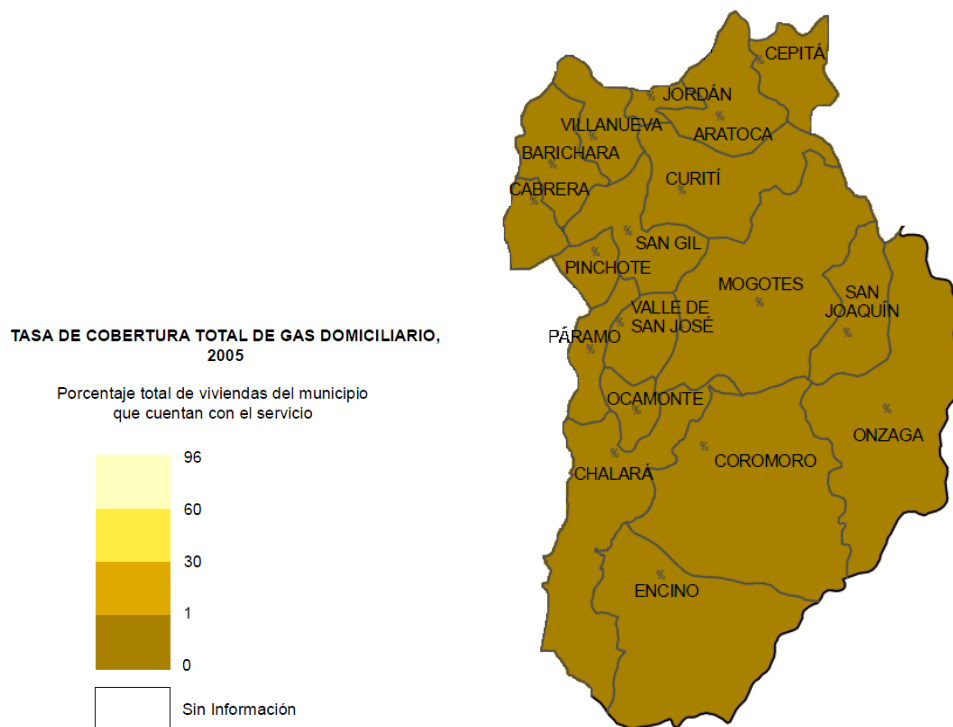 CEPITÁ
JORDÁN
ARATOCA
VILLANUEVA
BARICHARA
CURITÍ
CABRERA
SAN GIL
PINCHOTE
MOGOTES
SAN
JOAQUÍN
VALLE DE
SAN JOSÉ
PÁRAMO
OCAMONTE
ONZAGA
COROMORO
CHALARÁ
ENCINO
TASA DE COBERTURA TOTAL DE GAS DOMICILIARIO,
2005
Porcentaje total de viviendas del municipio
que cuentan con el servicio
96
60
30
1
0
Sin Información